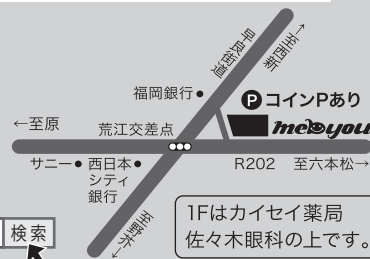 早良街道
←至西新
福岡銀行●
Pコインpあり
me&you
←至原
荒江交差点
サニー● 西日本●
シティ
銀行
R202 至六本松→
至野芥→
検索
1Fはカイセイ薬局
佐々木眼科の上です。